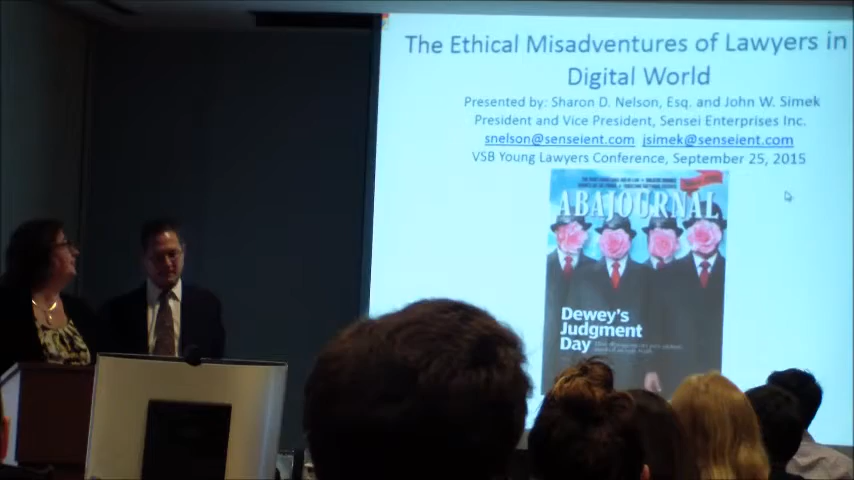 The Ethical Misadventures of Lawyers in
Digital World
Presented by: Sharon D. Nelson, Esq. and John W. Simek
President and Vice President, Sensei Enterprises Inc.
snelson@senseient.com jsimek@senseient.com
VSB Young Lawyers Conference, September 25, 2015
ABAJOURNAL
Dewey's
Judgment
Day